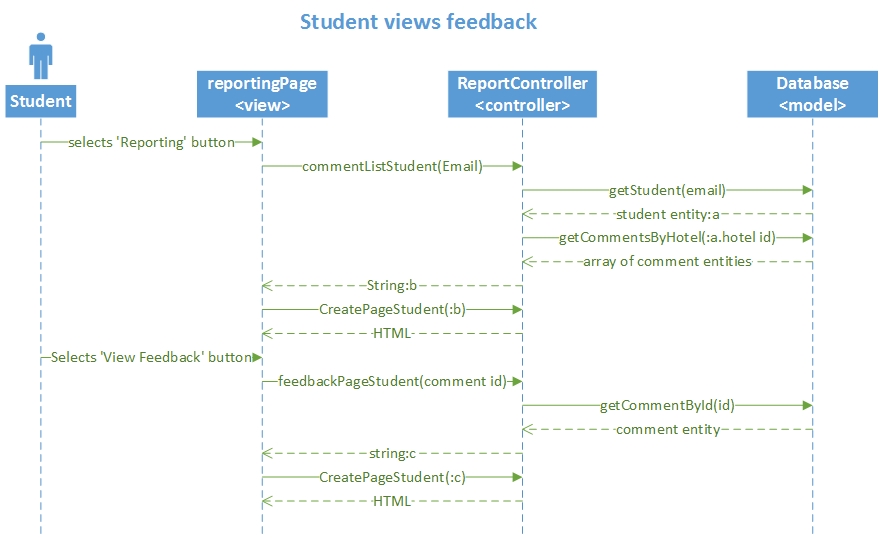 Student views feedback
Student
reportingPage
<view>
ReportController
<controller>
Database
<model>
selects 'Reporting' button
commentListStudent(Email)
getStudent(email)
student entity:a
getCommentsByHotel(:a.hotel id)
array of comment entities
String:b
CreatePageStudent(:b)
HTML
Selects 'View Feedback' button
feedbackPageStudent(comment id)
getCommentById(id)
comment entity
string:c
CreatePageStudent(:c)
HTML